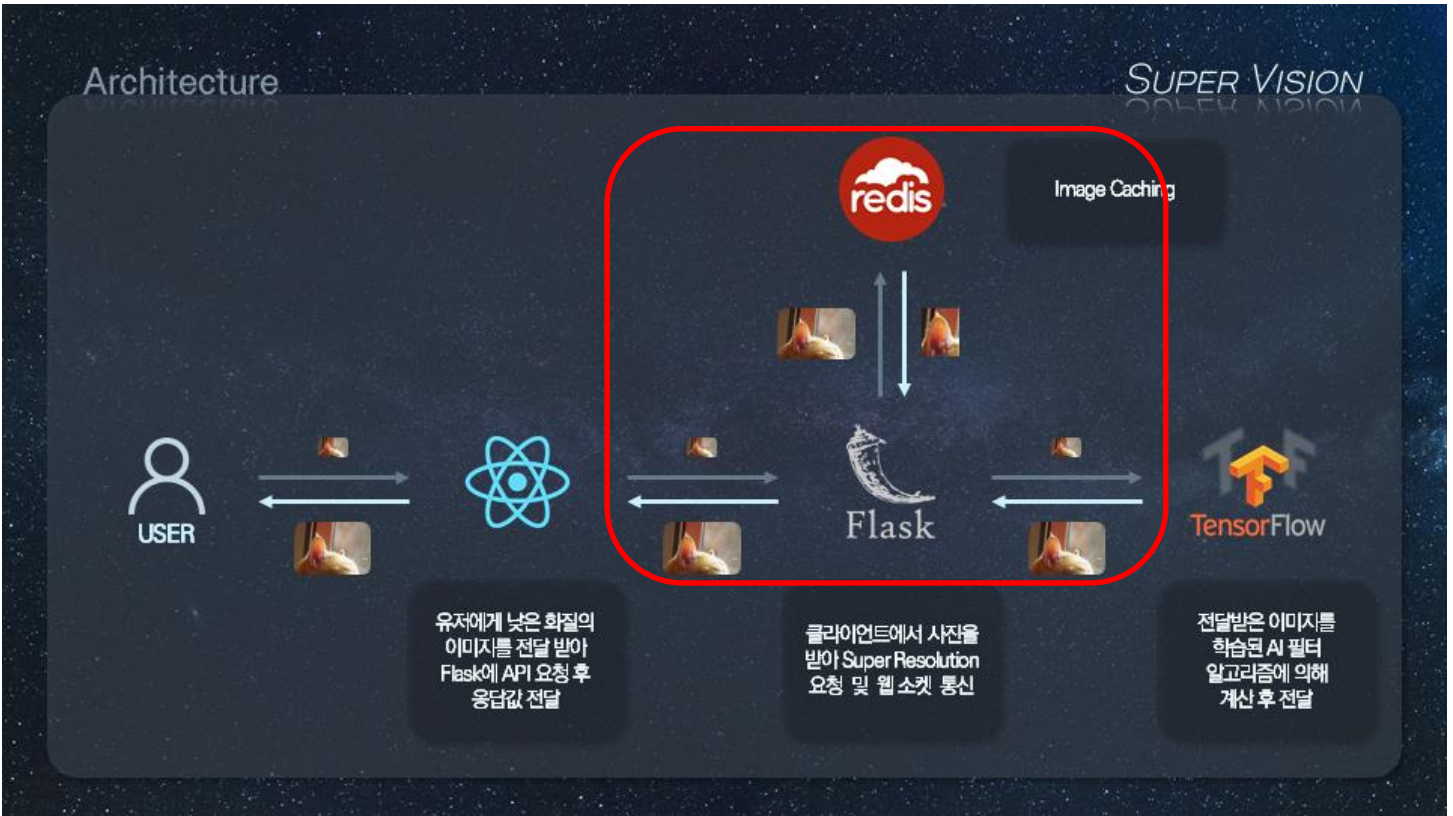 Architecture
SUPER VISION
redis
Image Caching
USER
Flask
TF
TensorFlow
유저에게 낮은 화질의
이미지를 전달 받아
Flask에 API 요청 후
응답값 전달
클라이언트에서 사진을
받아 Super Resolution
요청 및 웹 소켓 통신
전달받은 이미지를
학습된 AI 필터
알고리즘에 의해
계산 후 전달